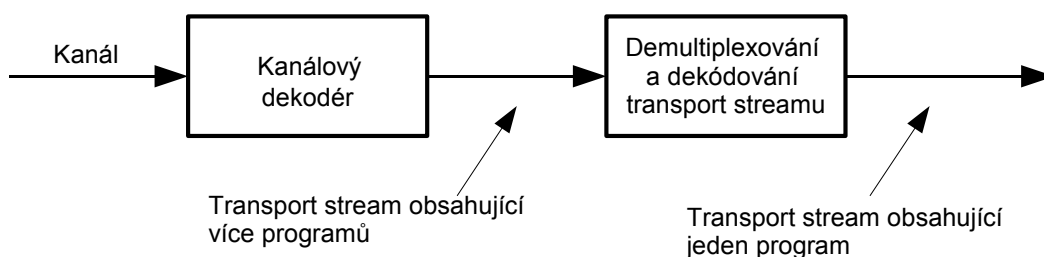 Kanál
Kanálový
dekodér
Demultiplexování
a dekódování
transport streamu
Transport stream obsahující
více programů
Transport stream obsahující
jeden program